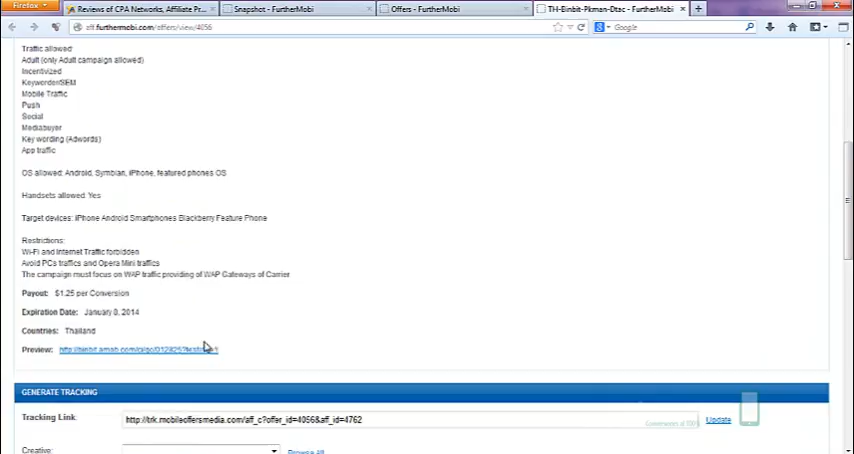 Firefox
Reviews of CPA Networks, Affiliate Pr...
Snapshot - FurtherMobi
Offers - FurtherMobi
TH-Binbit-Pkman-Dtac - FurtherMobi
aff.furthermobi.com/offers/view/4056
Google
Traffic allowed
Adult (only Adult campaign allowed)
Incentivized
Keyworder/SEM
Mobile Traffic
Push
Social
Mediabuyer
Key wording (Adwords)
App traffic
OS allowed: Android, Symbian, iPhone, featured phones OS
Handsets allowed Yes
Target devices: iPhone Android Smartphones Blackberry Feature Phone
Restrictions:
Wi-Fi and Internet Traffic forbidden
Avoid PCs traffics and Opera Mini traffics
The campaign must focus on WAP traffic providing of WAP Gateways of Carrier
Payout: $1.25 per Conversion
Expiration Date: January 8, 2014
Countries: Thailand
Preview:
GENERATE TRACKING
Tracking Link:
http://trk.mobileoffersmedia.com/aff_c?offer_id=4056&aff_id=4762
Update
Creative:
Browse All